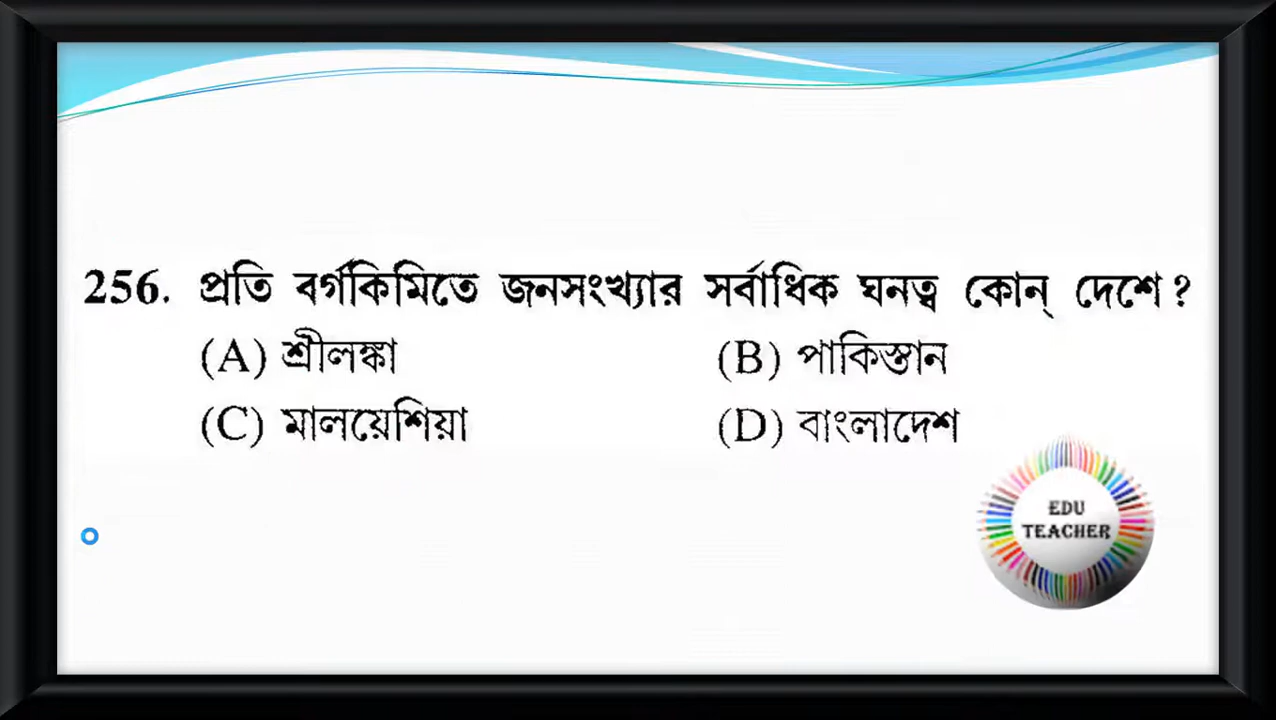 256. প্রতি বর্গকিমিতে জনসংখ্যার সর্বাধিক ঘনত্ব কোন্ দেশে ?
(A) শ্রীলঙ্কা (B) পাকিস্তান
(C) মালয়েশিয়া (D) বাংলাদেশ
EDU
TEACHER